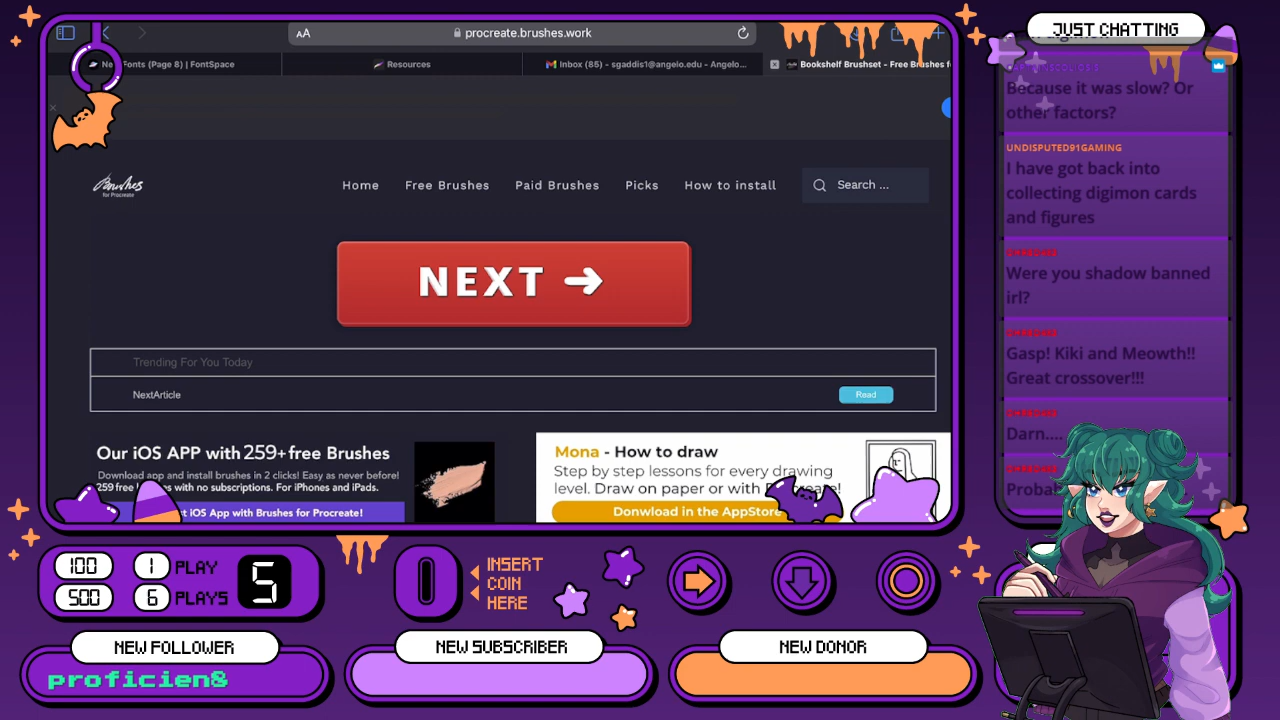 AA procreate.brushes.work
Fonts (Page 8) | FontSpace
Resources
Inbox (85) - sgaddis1@angelo.edu - Angelo...
Bookshelf Brushset - Free Brushes f
Brushes
for Procreate
Home
Free Brushes
Paid Brushes
Picks
How to install
Search ...
NEXT →
Trending For You Today
NextArticle
Read
Our iOS APP with 259+free Brushes
Download app and install brushes in 2 clicks! Easy as never before!
259 free with no subscriptions. For iPhones and iPads.
iOS App with Brushes for Procreate!
Mona - How to draw
Step by step lessons for every drawing
level. Draw on paper or with
Donwload in the AppStore
JUST CHATTING
Because it was slow? Or
other factors?
UNDISPUTED91GAMING
I have got back into
collecting digimon cards
and figures
Were you shadow banned
irl?
Gasp! Kiki and Meowth!!
Great crossover!!!
Darn....
100 1 PLAY
500 6 PLAYS
5
INSERT
COIN
HERE
NEW FOLLOWER
proficien8
NEW SUBSCRIBER
NEW DONOR